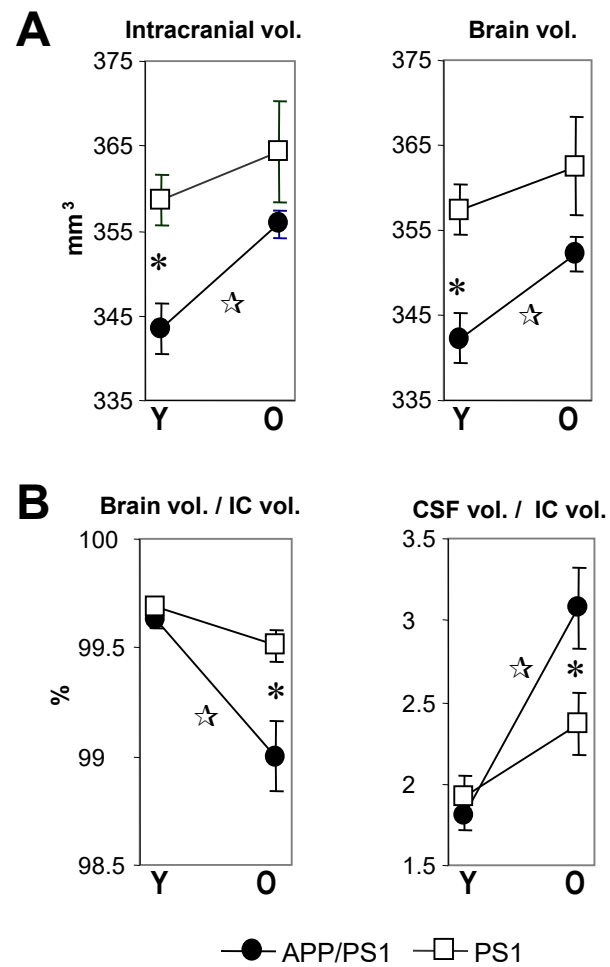 A
Intracranial vol.
Brain vol.
mm³
375
365
355
345
335
*
☆
Y O
375
365
355
345
335
*
☆
Y O
B
Brain vol. / IC vol.
CSF vol. / IC vol.
%
100
99.5
99
98.5
☆
*
Y O
3.5
3
2.5
2
1.5
☆
*
Y O
APP/PS1 PS1